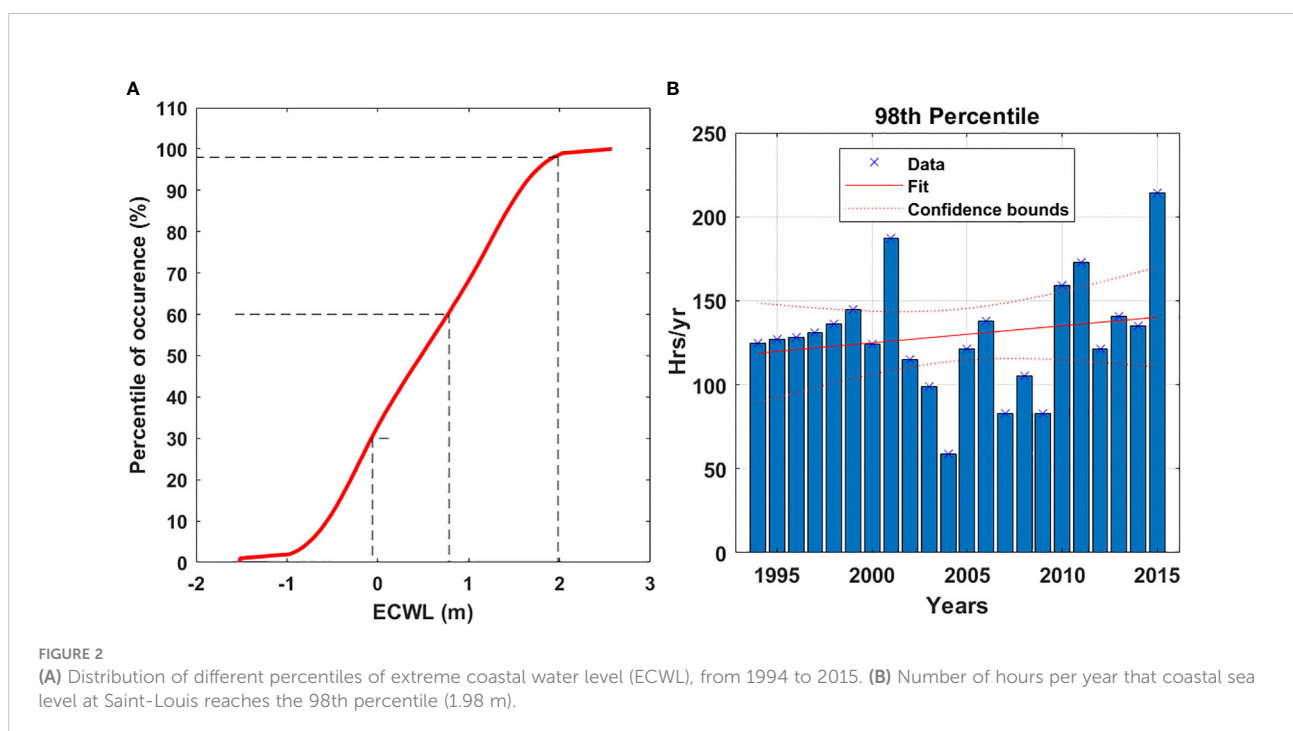 A
110
100
90
80
70
60
50
40
30
20
10
0
Percentile of occurence (%)
-2 -1 0 1 2 3
ECWL (m)
B
98th Percentile
250
200
150
100
50
0
Hrs/yr
Data
Fit
Confidence bounds
1995 2000 2005 2010 2015
Years
FIGURE 2
(A) Distribution of different percentiles of extreme coastal water level (ECWL), from 1994 to 2015. (B) Number of hours per year that coastal sea
level at Saint-Louis reaches the 98th percentile (1.98 m).